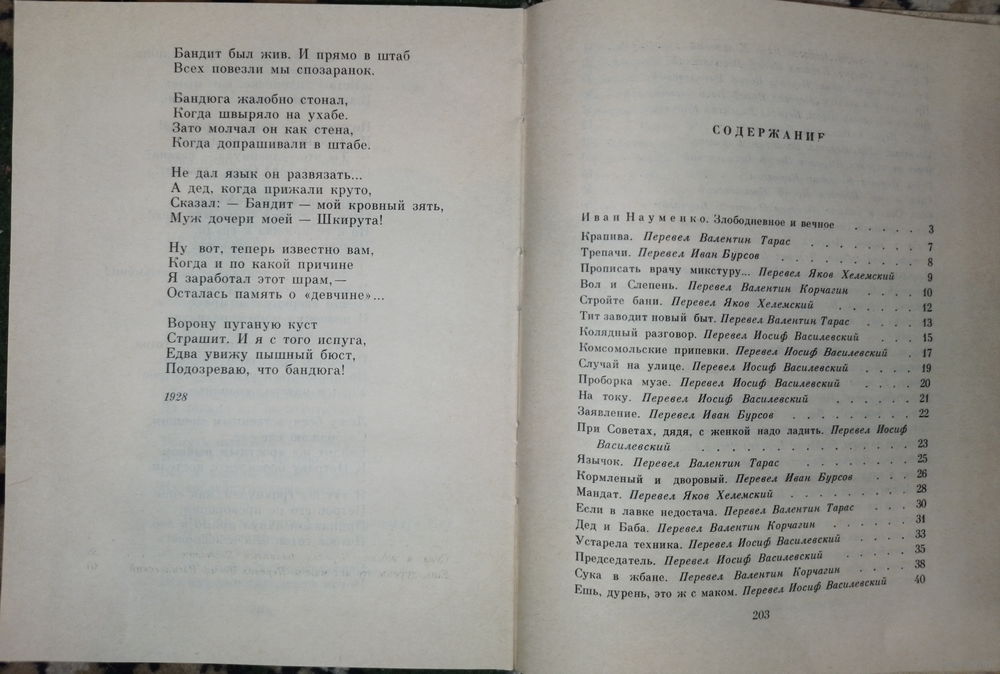 Бандит был жив. И прямо в штаб
Всех повезли мы спозаранок.
Бандюга жалобно стонал,
Когда швыряло на ухабе.
Зато молчал он как стена,
Когда допрашивали в штабе.
Не дал язык он развязать...
А дед, когда прижали круто,
Сказал: — Бандит — мой кровный зять,
Муж дочери моей — Шкирута!
Ну вот, теперь известно вам,
Когда и по какой причине
Я заработал этот шрам,—
Осталась память о «девчине»...
Ворону пуганую куст
Страшит. И я с того испуга,
Едва увижу пышный бюст,
Подозреваю, что бандюга!
1928
СОДЕРЖАНИЕ
Иван Науменко. Злободневное и вечное . . . . . 3
Крапива. Перевел Валентин Тарас . . . . . . . 7
Трепачи. Перевел Иван Бурсов . . . . . . . . 8
Прописать врачу микстуру... Перевел Яков Хелемский 9
Вол и Слепень. Перевел Валентин Корчагин . . . . 10
Стройте бани. Перевел Яков Хелемский . . . . . 12
Тит заводит новый быт. Перевел Валентин Тарас . . . . 13
Колядный разговор. Перевел Иосиф Василевский . . . . 15
Комсомольские припевки. Перевел Иосиф Василевский . 17
Случай на улице. Перевел Иосиф Василевский . . . . 19
Проборка музе. Перевел Иосиф Василевский . . . . 20
На току. Перевел Иосиф Василевский . . . . . 21
Заявление. Перевел Иван Бурсов . . . . . . . . 22
При Советах, дядя, с женкой надо ладить. Перевел Иосиф
Василевский . . . . . . . . . . . . 23
Язычок. Перевел Валентин Тарас . . . . . . . 25
Кормленый и дворовый. Перевел Иван Бурсов . . . . 26
Мандат. Перевел Яков Хелемский . . . . . . . . 28
Если в лавке недостача. Перевел Валентин Тарас . . . 30
Дед и Баба. Перевел Валентин Корчагин . . . . . 31
Устарела техника. Перевел Иосиф Василевский . . . . 33
Председатель. Перевел Иосиф Василевский . . . . . 35
Сука в жбане. Перевел Валентин Корчагин . . . . 38
Ешь, дурень, это ж с маком. Перевел Иосиф Василевский 40
203